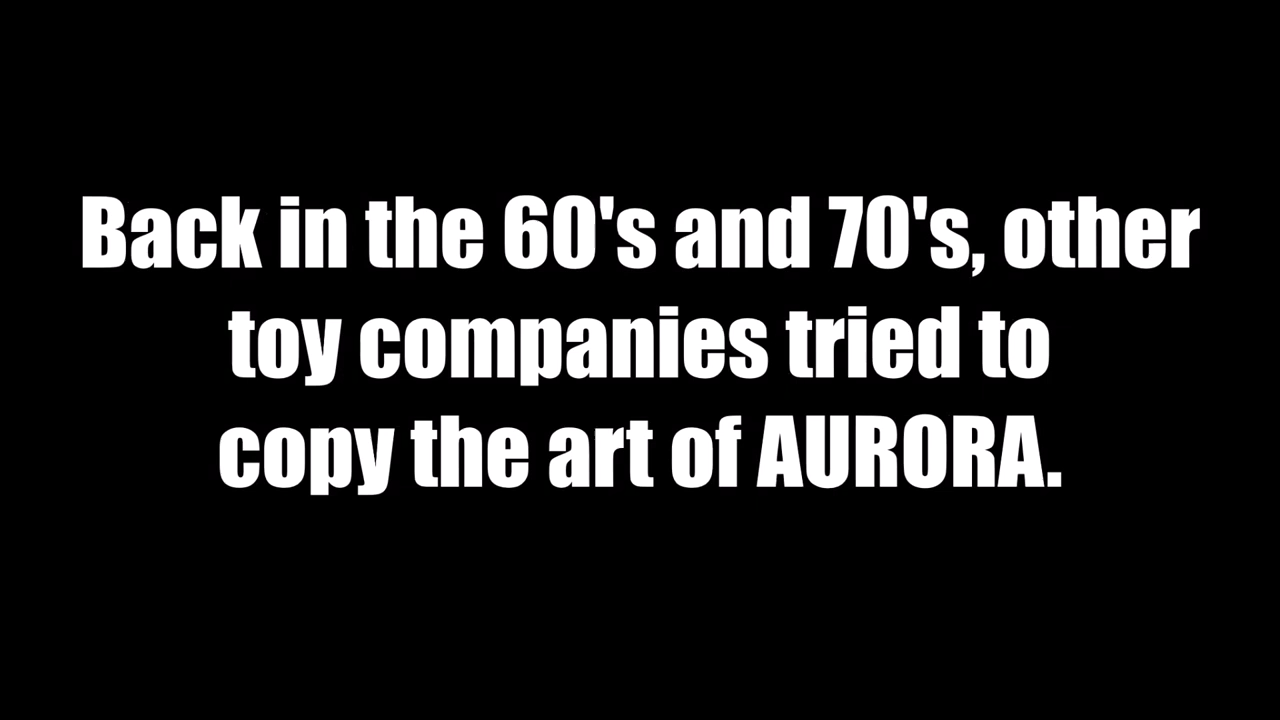 Back in the 60's and 70's, other
toy companies tried to
copy the art of AURORA.